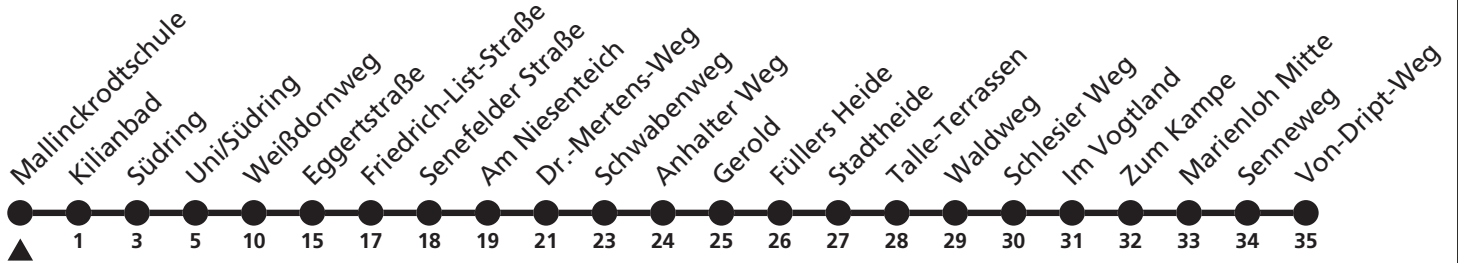 Mallinckrodtschule
Kilianbad
Südring
Uni/Südring
Weißdornweg
Eggertstraße
Friedrich-List-Straße
Senefelder Straße
Am Niesenteich
Dr.-Mertens-Weg
Schwabenweg
Anhalter Weg
Gerold
Füllers Heide
Stadtheide
Talle-Terrassen
Waldweg
Schlesier Weg
Im Vogtland
Zum Kampe
Marienloh Mitte
Senneweg
Von-Dript-Weg
1 3 5 10 15 17 18 19 21 23 24 25 26 27 28 29 30 31 32 33 34 35